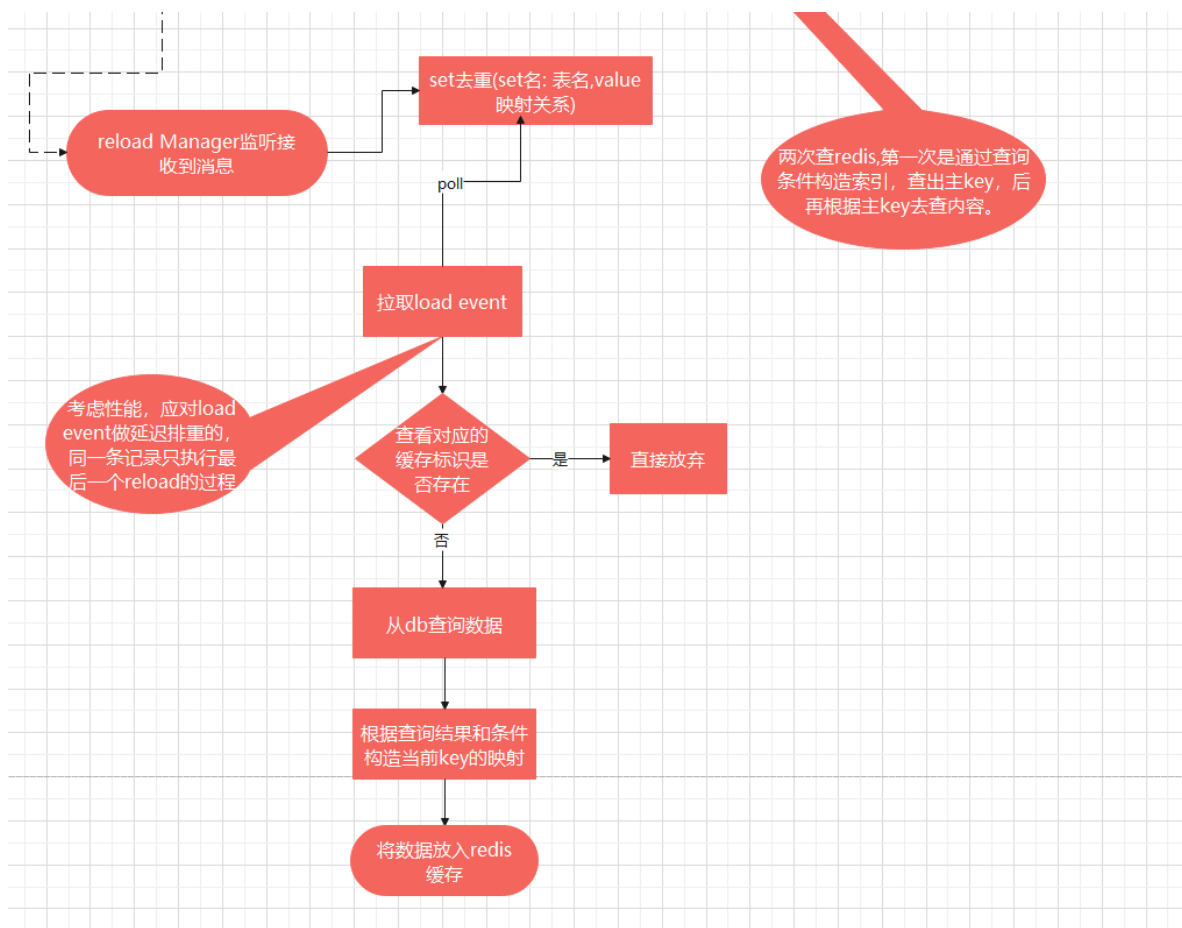 set去重(set名: 表名,value
映射关系)
reload Manager监听接
收到消息
两次查redis,第一次是通过查询
条件构造索引，查出主key，后
再根据主key去查内容。
poll
拉取load event
考虑性能，应对load
event做延迟排重的，
同一条记录只执行最
后一个reload的过程
查看对应的
缓存标识是
否存在
是
直接放弃
否
从db查询数据
根据查询结果和条件
构造当前key的映射
将数据放入redis
缓存